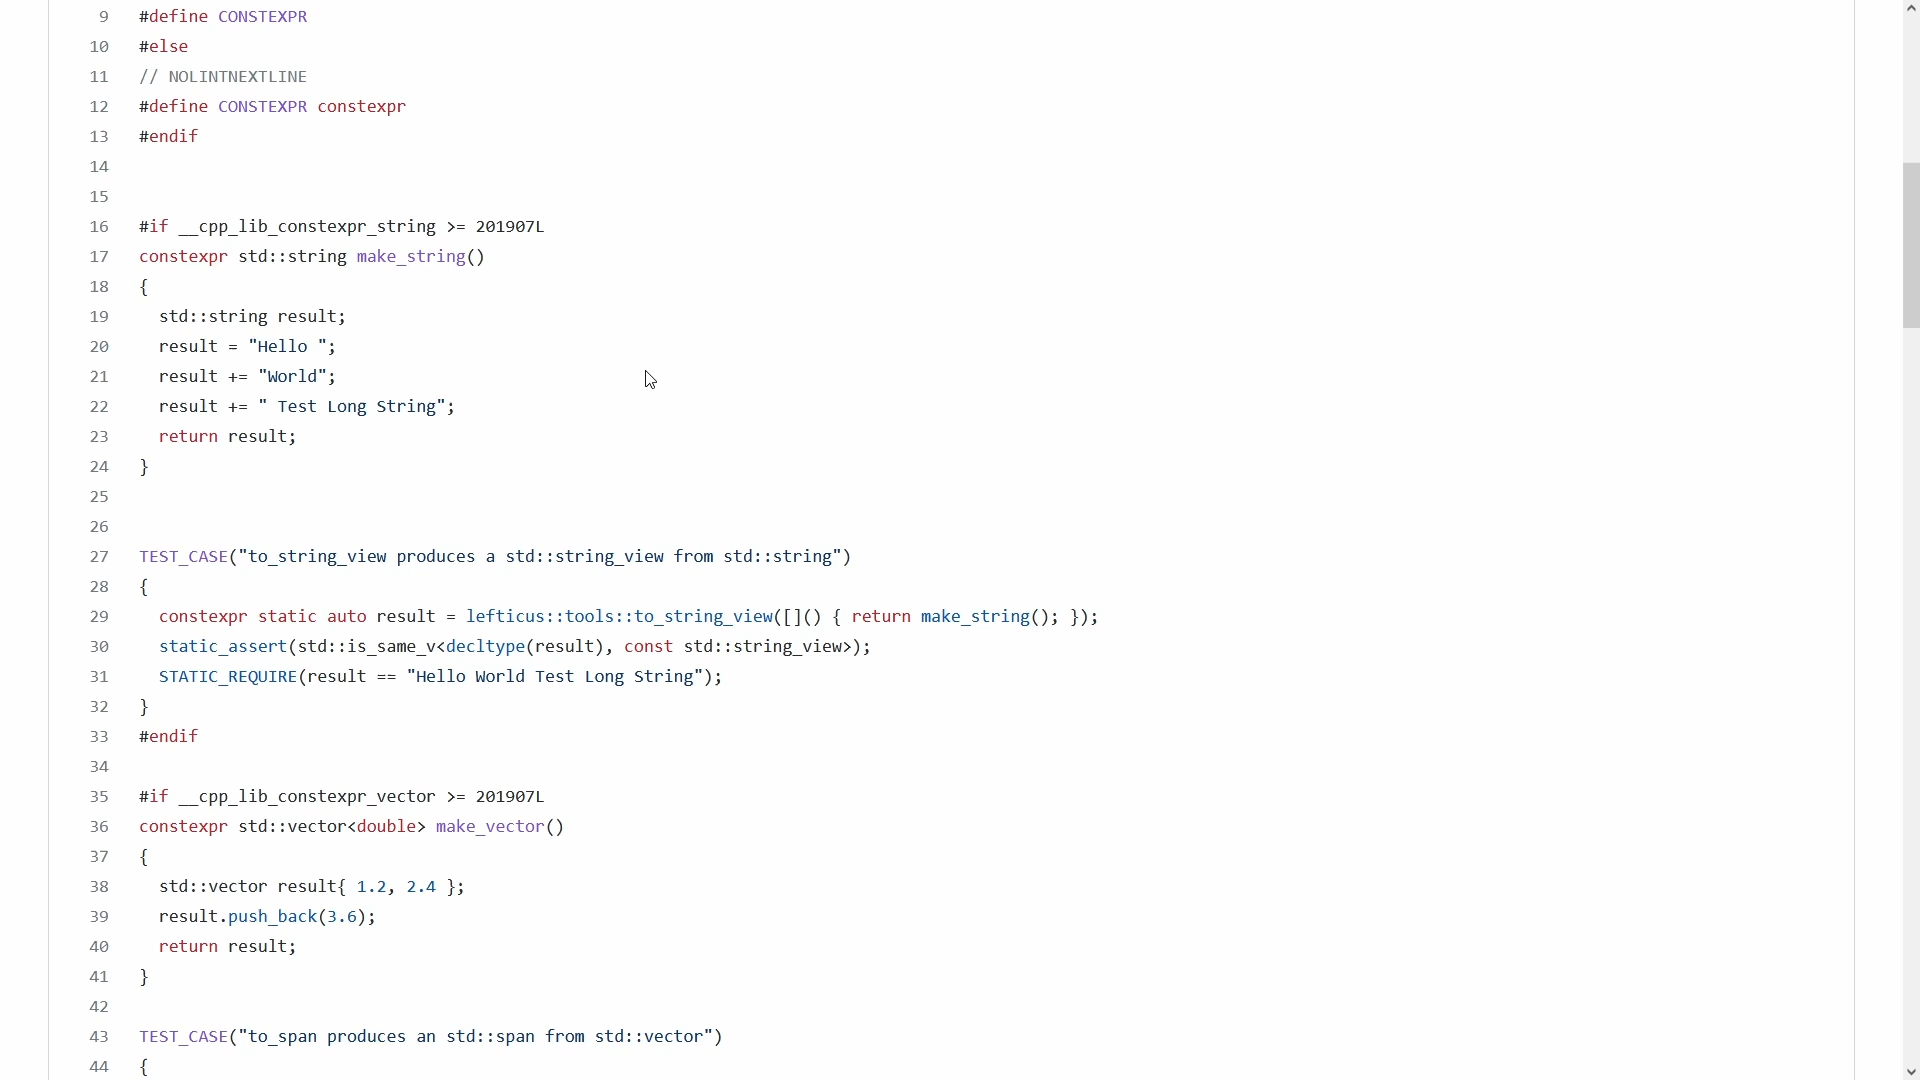 9 #define CONSTEXPR
10 #else
11 // NOLINTNEXTLINE
12 #define CONSTEXPR constexpr
13 #endif
14
15
16 #if __cpp_lib_constexpr_string >= 201907L
17 constexpr std::string make_string()
18 {
19   std::string result;
20   result = "Hello ";
21   result += "World";
22   result += " Test Long String";
23   return result;
24 }
25
26
27 TEST_CASE("to_string_view produces a std::string_view from std::string")
28 {
29   constexpr static auto result = lefticus::tools::to_string_view([]() { return make_string(); });
30   static_assert(std::is_same_v<decltype(result), const std::string_view>);
31   STATIC_REQUIRE(result == "Hello World Test Long String");
32 }
33 #endif
34
35 #if __cpp_lib_constexpr_vector >= 201907L
36 constexpr std::vector<double> make_vector()
37 {
38   std::vector result{ 1.2, 2.4 };
39   result.push_back(3.6);
40   return result;
41 }
42
43 TEST_CASE("to_span produces an std::span from std::vector")
44 {